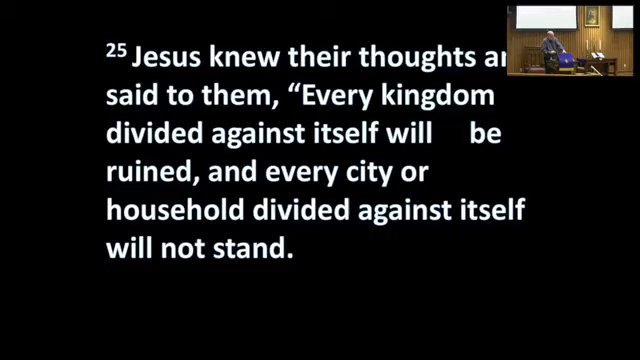 25 Jesus knew their thoughts
said to them, “Every kingdom
divided against itself will be
ruined, and every city or
household divided against itself
will not stand.